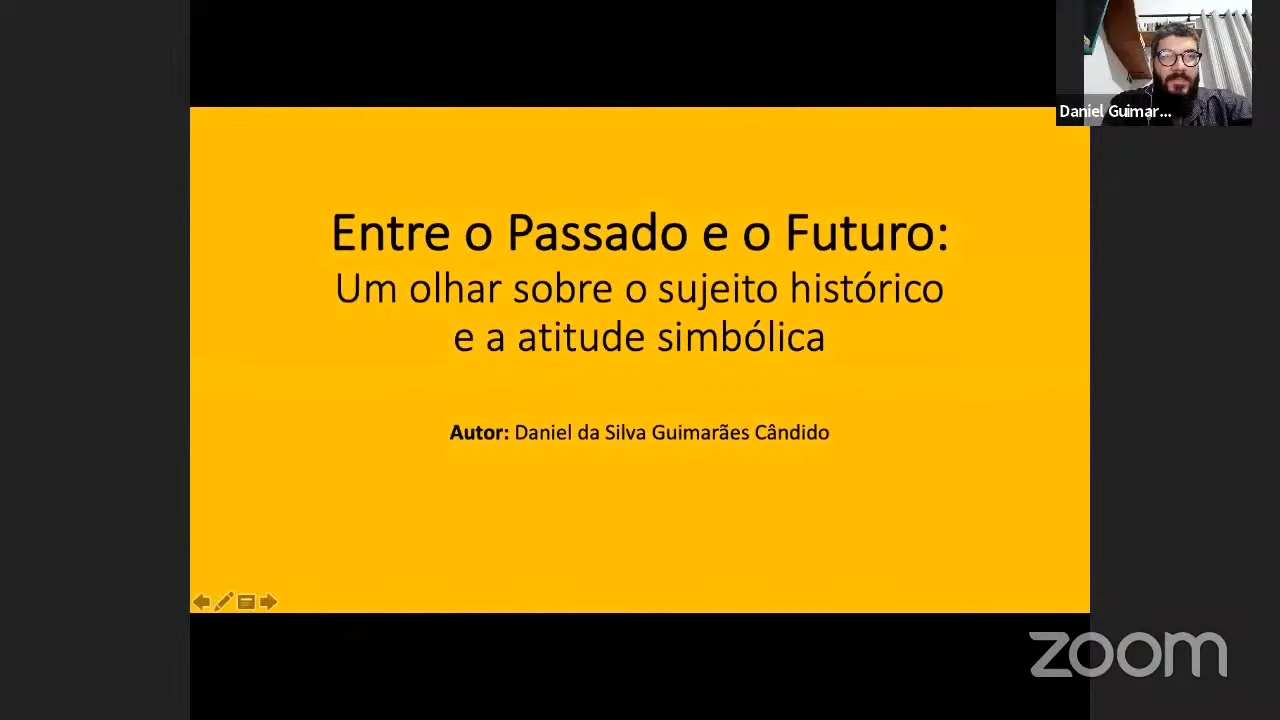 Daniel Guimar...
Entre o Passado e o Futuro:
Um olhar sobre o sujeito histórico
e a atitude simbólica
Autor: Daniel da Silva Guimarães Cândido
zoom